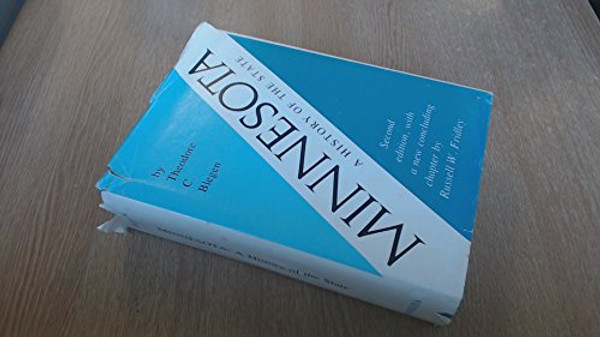 MINNESOTA
A HISTORY OF THE STATE
by
Theodore
C
Blegen
Second
edition, with
a new concluding
chapter by
Russell W. Fridley
MINNESOTA: A History of the State